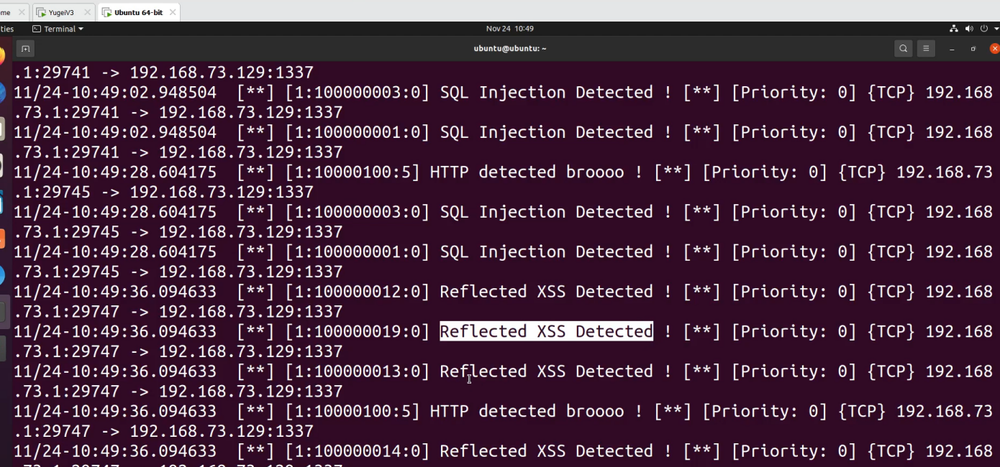 me
YugeiV3
Ubuntu 64-bit
ties
Terminal
Nov 24 10:49
ubuntu@ubuntu: ~
.1:29741 -> 192.168.73.129:1337
11/24-10:49:02.948504  [**] [1:100000003:0] SQL Injection Detected ! [**] [Priority: 0] {TCP} 192.168
.73.1:29741 -> 192.168.73.129:1337
11/24-10:49:02.948504  [**] [1:100000001:0] SQL Injection Detected ! [**] [Priority: 0] {TCP} 192.168
.73.1:29741 -> 192.168.73.129:1337
11/24-10:49:28.604175  [**] [1:10000100:5] HTTP detected broooo ! [**] [Priority: 0] {TCP} 192.168.73
.1:29745 -> 192.168.73.129:1337
11/24-10:49:28.604175  [**] [1:100000003:0] SQL Injection Detected ! [**] [Priority: 0] {TCP} 192.168
.73.1:29745 -> 192.168.73.129:1337
11/24-10:49:28.604175  [**] [1:100000001:0] SQL Injection Detected ! [**] [Priority: 0] {TCP} 192.168
.73.1:29745 -> 192.168.73.129:1337
11/24-10:49:36.094633  [**] [1:100000012:0] Reflected XSS Detected ! [**] [Priority: 0] {TCP} 192.168
.73.1:29747 -> 192.168.73.129:1337
11/24-10:49:36.094633  [**] [1:100000019:0] Reflected XSS Detected ! [**] [Priority: 0] {TCP} 192.168
.73.1:29747 -> 192.168.73.129:1337
11/24-10:49:36.094633  [**] [1:100000013:0] Reflected XSS Detected ! [**] [Priority: 0] {TCP} 192.168
.73.1:29747 -> 192.168.73.129:1337
11/24-10:49:36.094633  [**] [1:10000100:5] HTTP detected broooo ! [**] [Priority: 0] {TCP} 192.168.73
.1:29747 -> 192.168.73.129:1337
11/24-10:49:36.094633  [**] [1:100000014:0] Reflected XSS Detected ! [**] [Priority: 0] {TCP} 192.168